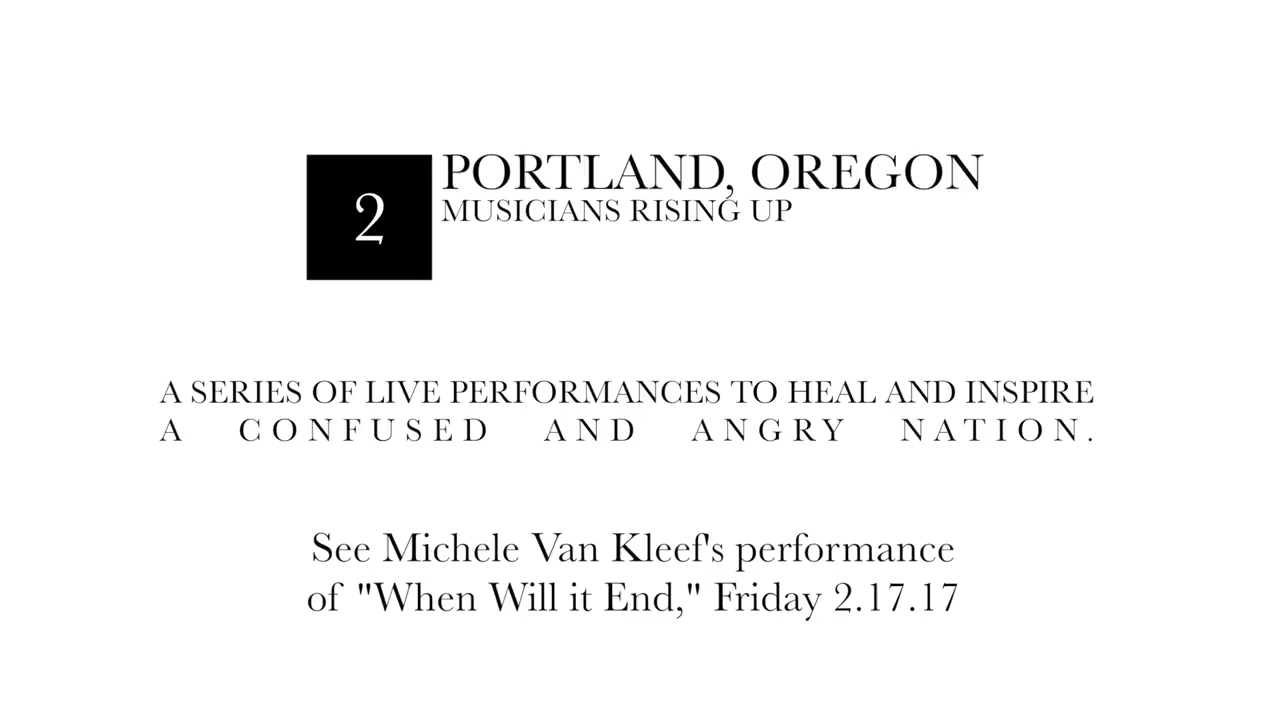 2
PORTLAND, OREGON
MUSICIANS RISING UP
A SERIES OF LIVE PERFORMANCES TO HEAL AND INSPIRE
A CONFUSED AND ANGRY NATION.
See Michele Van Kleef's performance
of "When Will it End," Friday 2.17.17